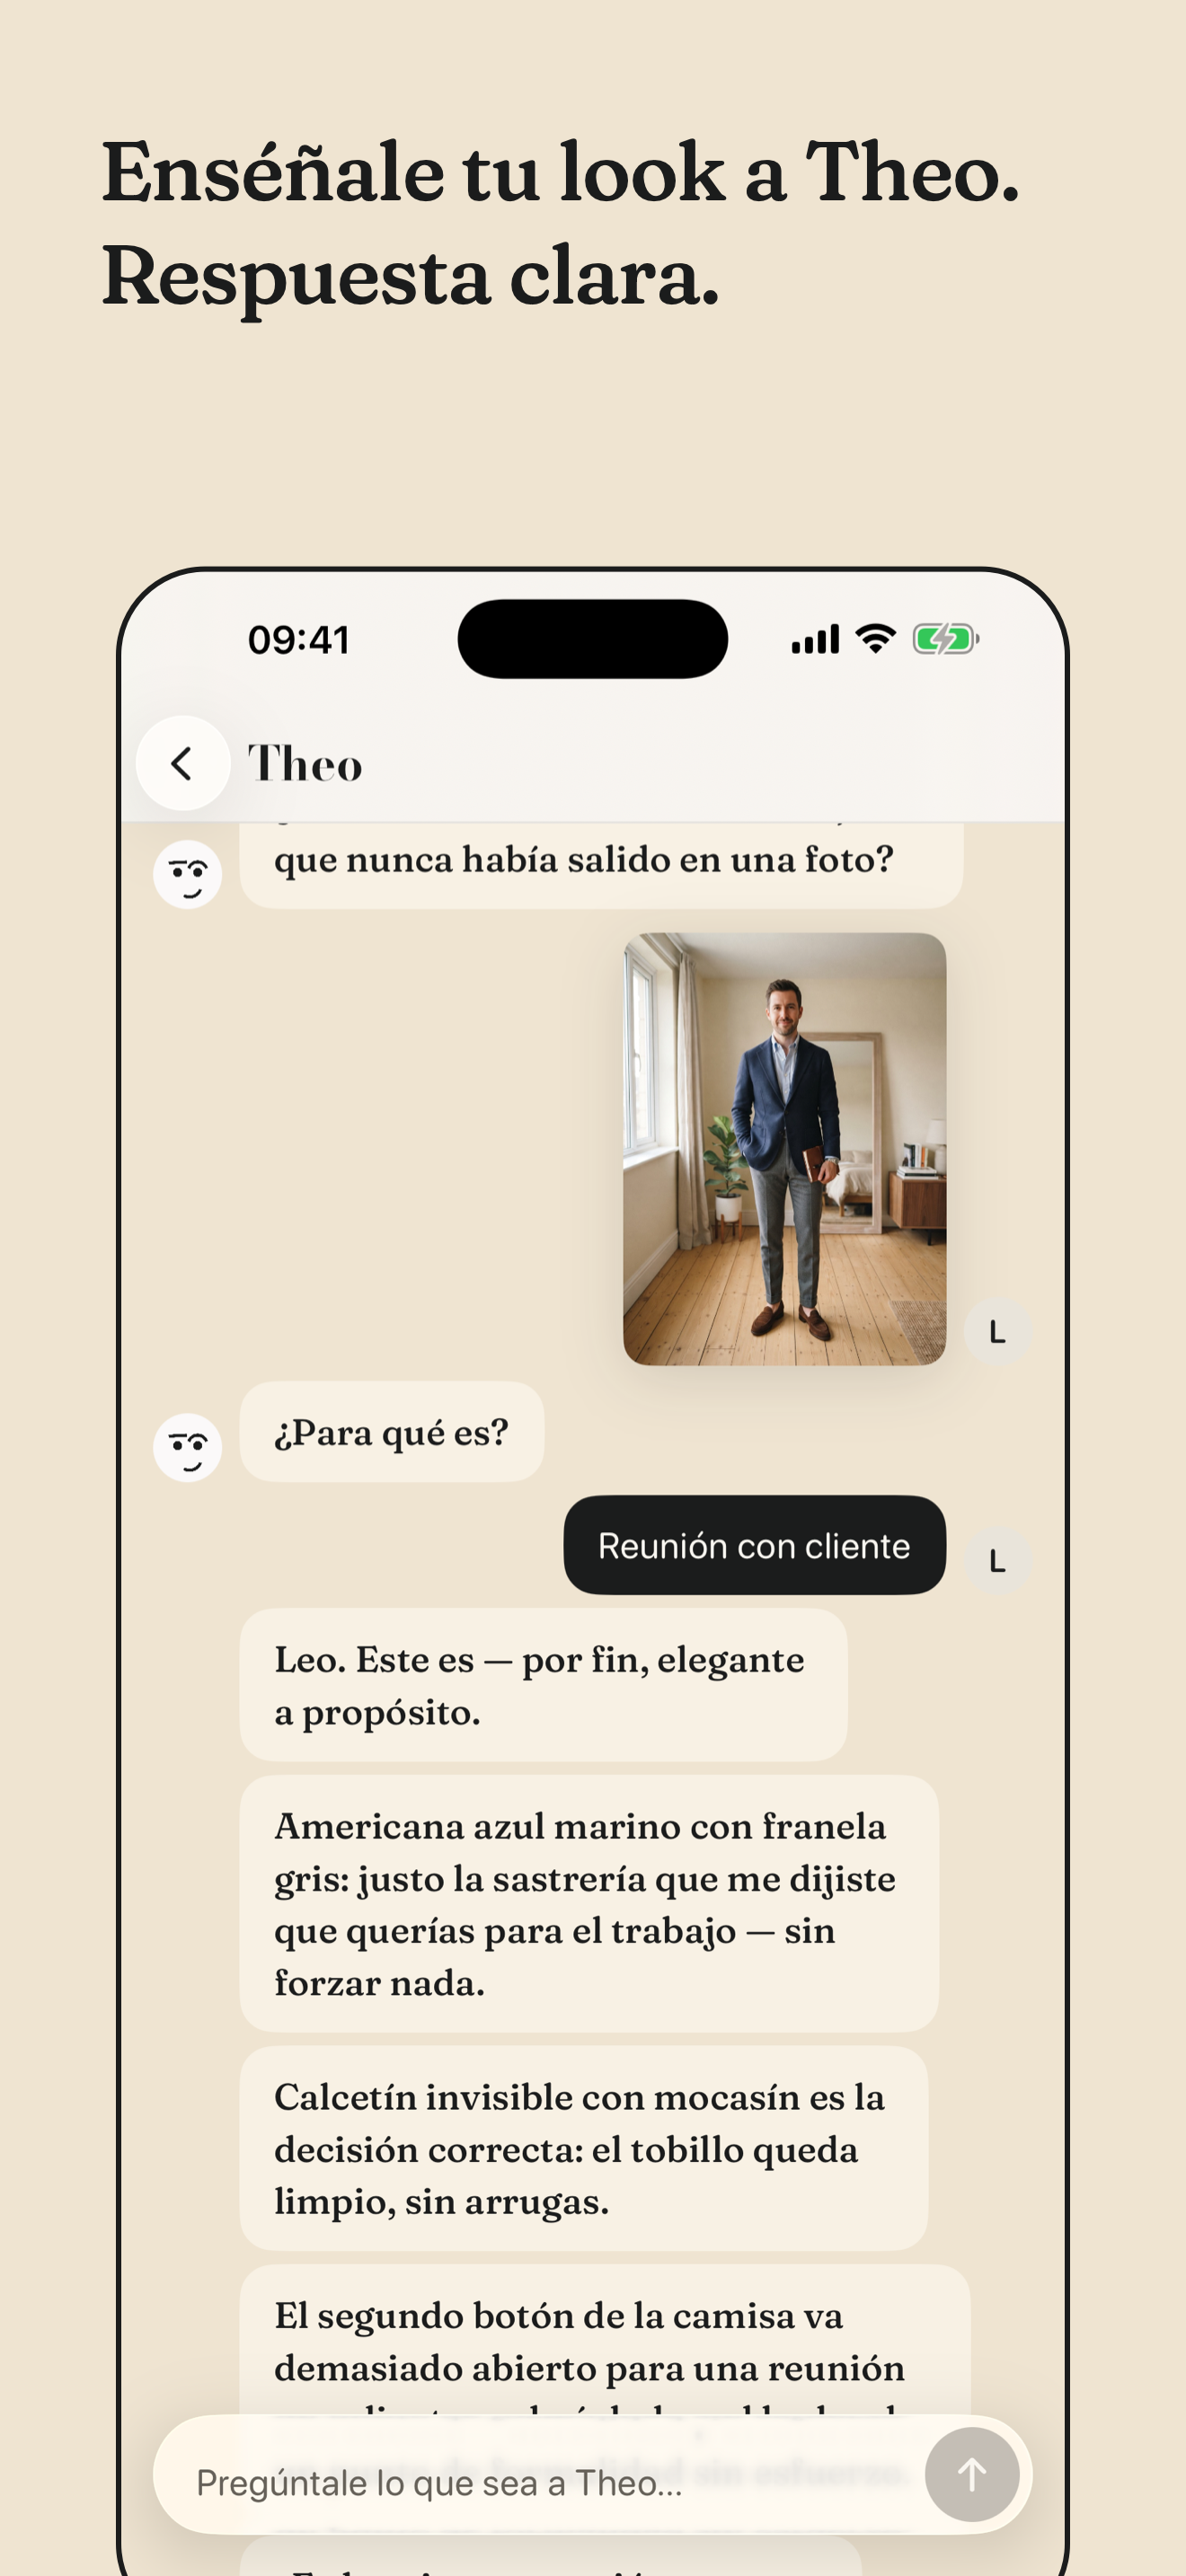 Enséñale tu look a Theo.
Respuesta clara.
09:41
Theo
que nunca había salido en una foto?
L
¿Para qué es?
Reunión con cliente
L
Leo. Este es — por fin, elegante
a propósito.
Americana azul marino con franela
gris: justo la sastrería que me dijiste
que querías para el trabajo — sin
forzar nada.
Calcetín invisible con mocasín es la
decisión correcta: el tobillo queda
limpio, sin arrugas.
El segundo botón de la camisa va
demasiado abierto para una reunión
sin esfuerzo.
Pregúntale lo que sea a Theo...